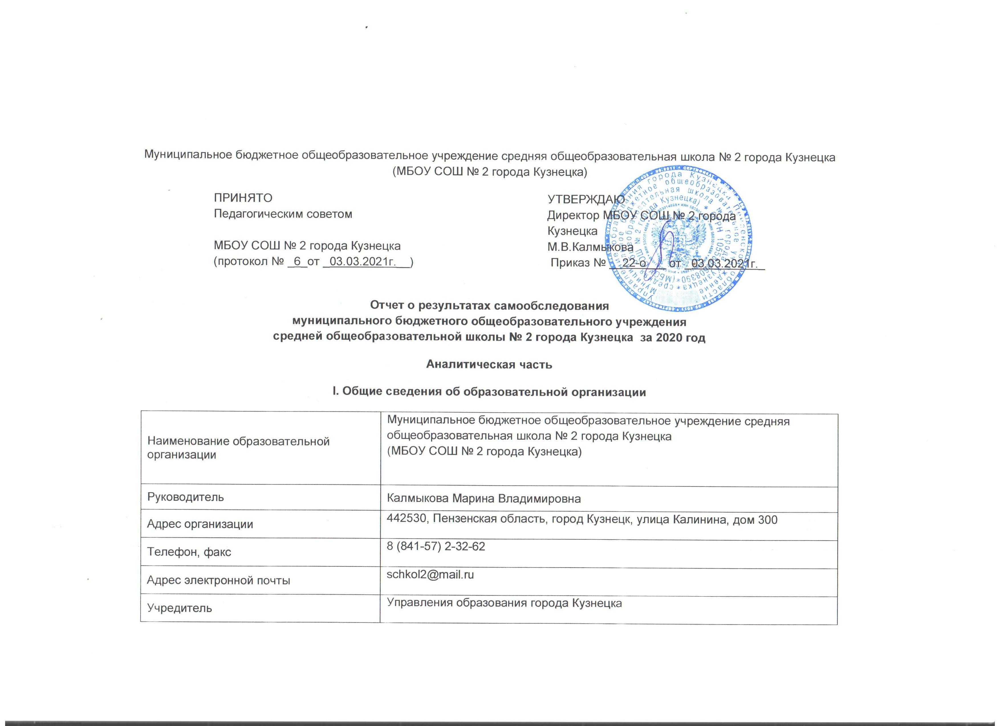 Муниципальное бюджетное общеобразовательное учреждение средняя общеобразовательная школа № 2 города Кузнецка
(МБОУ СОШ № 2 города Кузнецка)
ПРИНЯТО
Педагогическим советом
МБОУ СОШ № 2 города Кузнецка
(протокол № _6_от _03.03.2021г.__)
УТВЕРЖДАЮ
Директор МБОУ СОШ № 2 города
Кузнецка
М.В.Калмыкова
Приказ № __22-о___ от _03.03.2021г._
Отчет о результатах самообследования
муниципального бюджетного общеобразовательного учреждения
средней общеобразовательной школы № 2 города Кузнецка за 2020 год
Аналитическая часть
I. Общие сведения об образовательной организации
Наименование образовательной
организации
Муниципальное бюджетное общеобразовательное учреждение средняя
общеобразовательная школа № 2 города Кузнецка
(МБОУ СОШ № 2 города Кузнецка)
Руководитель
Калмыкова Марина Владимировна
Адрес организации
442530, Пензенская область, город Кузнецк, улица Калинина, дом 300
Телефон, факс
8 (841-57) 2-32-62
Адрес электронной почты
schkol2@mail.ru
Учредитель
Управления образования города Кузнецка